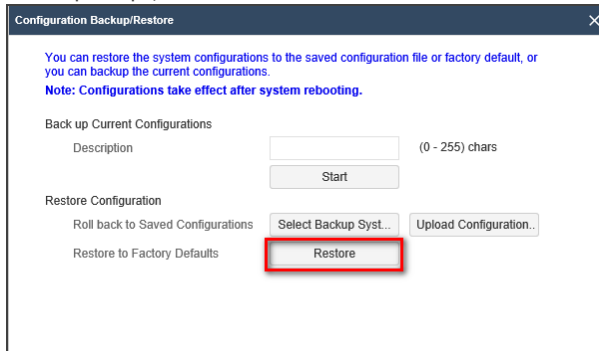 Configuration Backup/Restore
You can restore the system configurations to the saved configuration file or factory default, or
you can backup the current configurations.
Note: Configurations take effect after system rebooting.
Back up Current Configurations
Description (0 - 255) chars
Start
Restore Configuration
Roll back to Saved Configurations Select Backup Syst... Upload Configuration..
Restore to Factory Defaults Restore